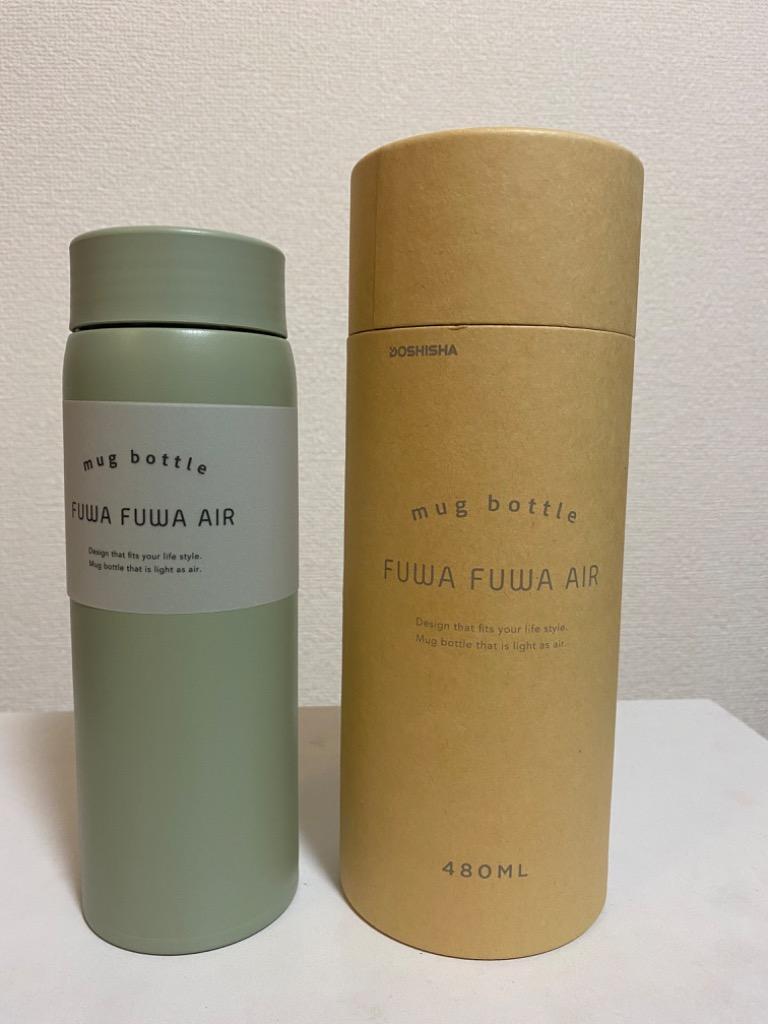 mug bottle
FUWA FUWA AIR
Design that fits your life style.
Mug bottle that is light as air.
DOSHISHA
mug bottle
FUWA FUWA AIR
Design that fits your life style.
Mug bottle that is light as air.
480ML